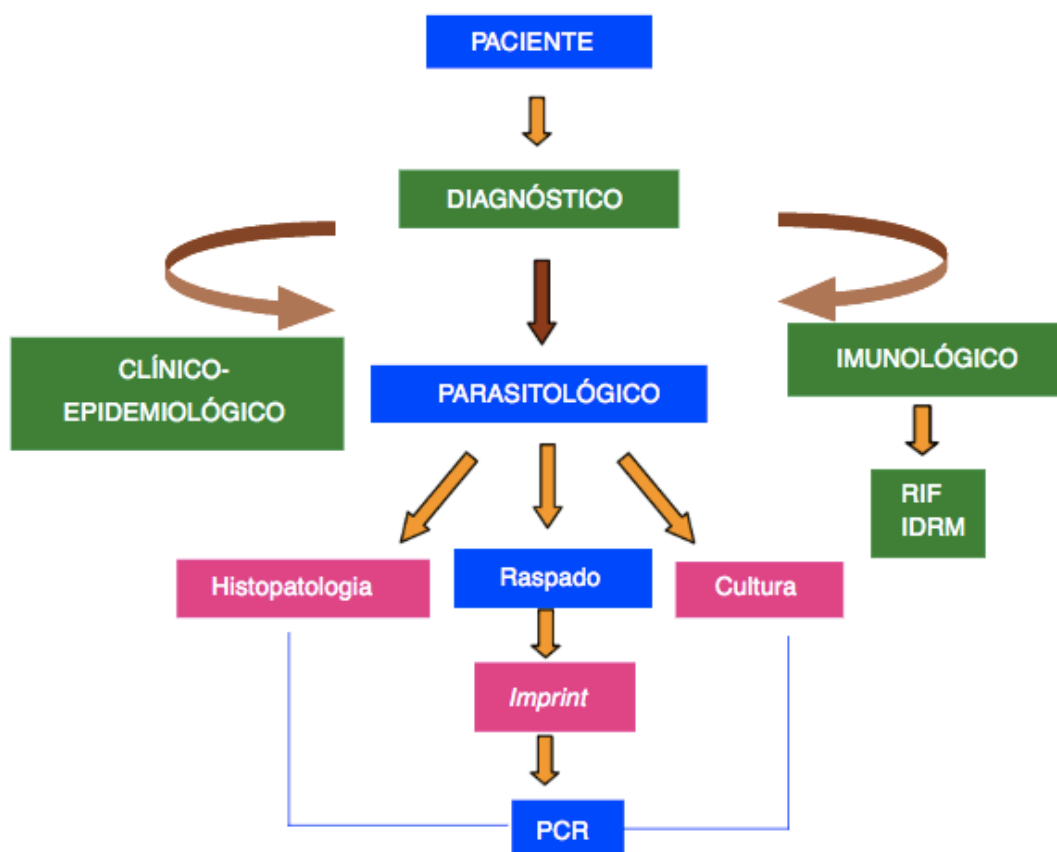 PACIENTE
DIAGNÓSTICO
CLÍNICO-
EPIDEMIOLÓGICO
PARASITOLÓGICO
IMUNOLÓGICO
RIF
IDRM
Histopatologia
Raspado
Cultura
Imprint
PCR